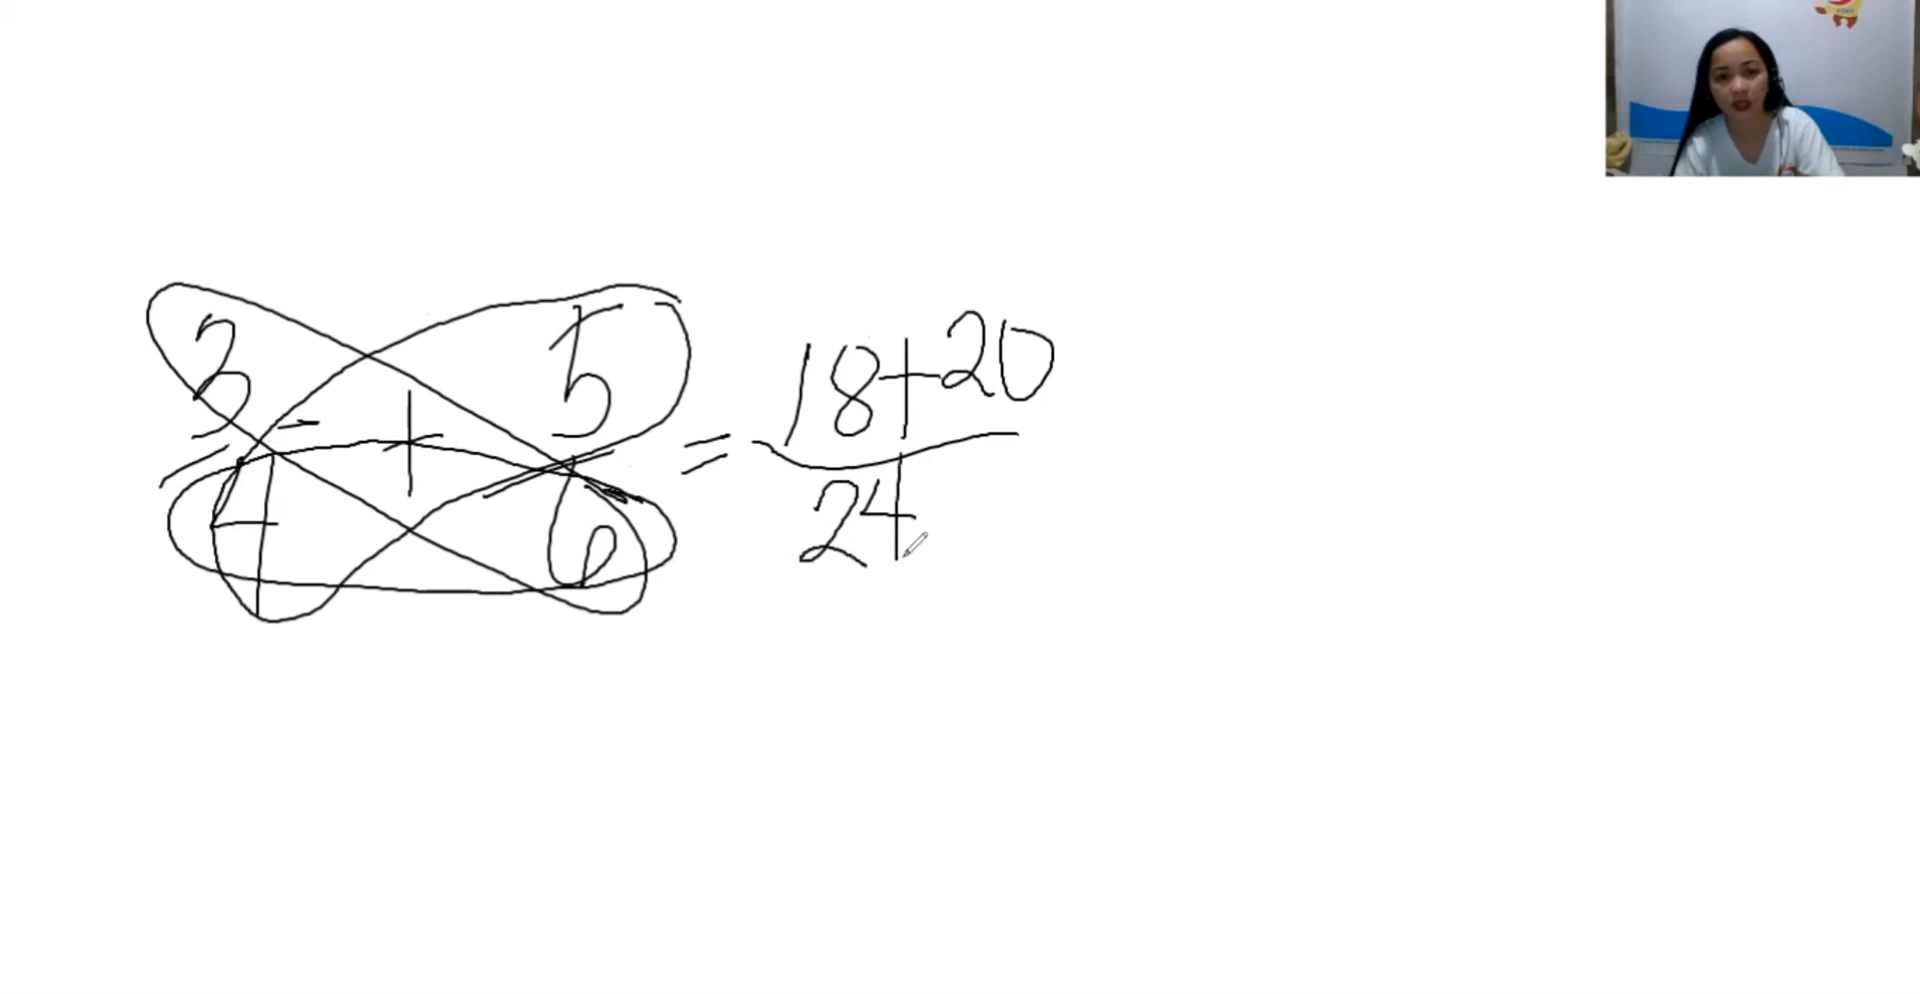 3/4 + 5/6 = 18+20/24